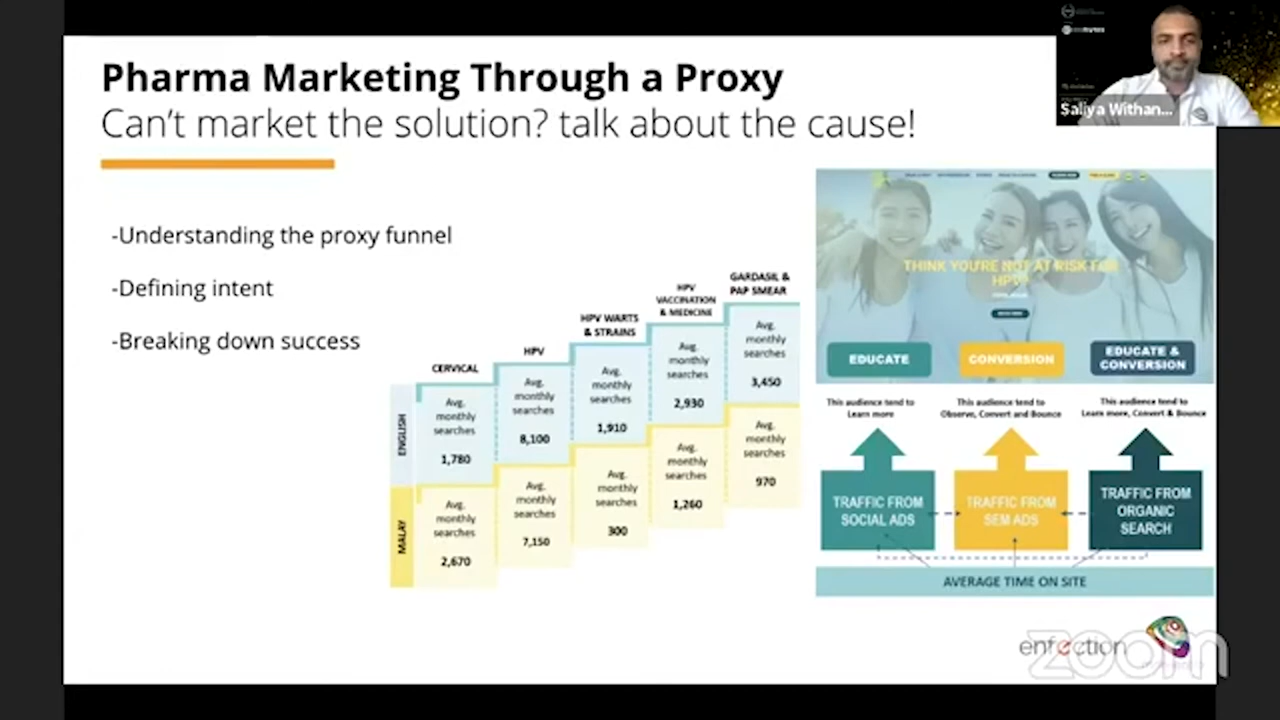 Pharma Marketing Through a Proxy
Can't market the solution? talk about the cause!
Saliya Withan...
-Understanding the proxy funnel
-Defining intent
-Breaking down success
ENGLISH
MALAY
CERVICAL
Avg.
monthly
searches
1,780
Avg.
monthly
searches
2,670
HPV
Avg.
monthly
searches
8,100
Avg.
monthly
searches
7,150
HPV WARTS
& STRAINS
Avg.
monthly
searches
1,910
Avg.
monthly
searches
300
HPV
VACCINATION
& MEDICINE
Avg.
monthly
searches
2,930
Avg.
monthly
searches
1,260
GARDASIL &
PAP SMEAR
Avg.
monthly
searches
3,450
Avg.
monthly
searches
970
THINK YOU'RE NOT AT RISK FOR
HPV?
EDUCATE
CONVERSION
EDUCATE &
CONVERSION
This audience tend to
Learn more
This audience tend to
Observe, Convert and Bounce
This audience tend to
Learn more, Convert & Bounce
TRAFFIC FROM
SOCIAL ADS
TRAFFIC FROM
SEM ADS
TRAFFIC FROM
ORGANIC
SEARCH
AVERAGE TIME ON SITE
enfection
zoom